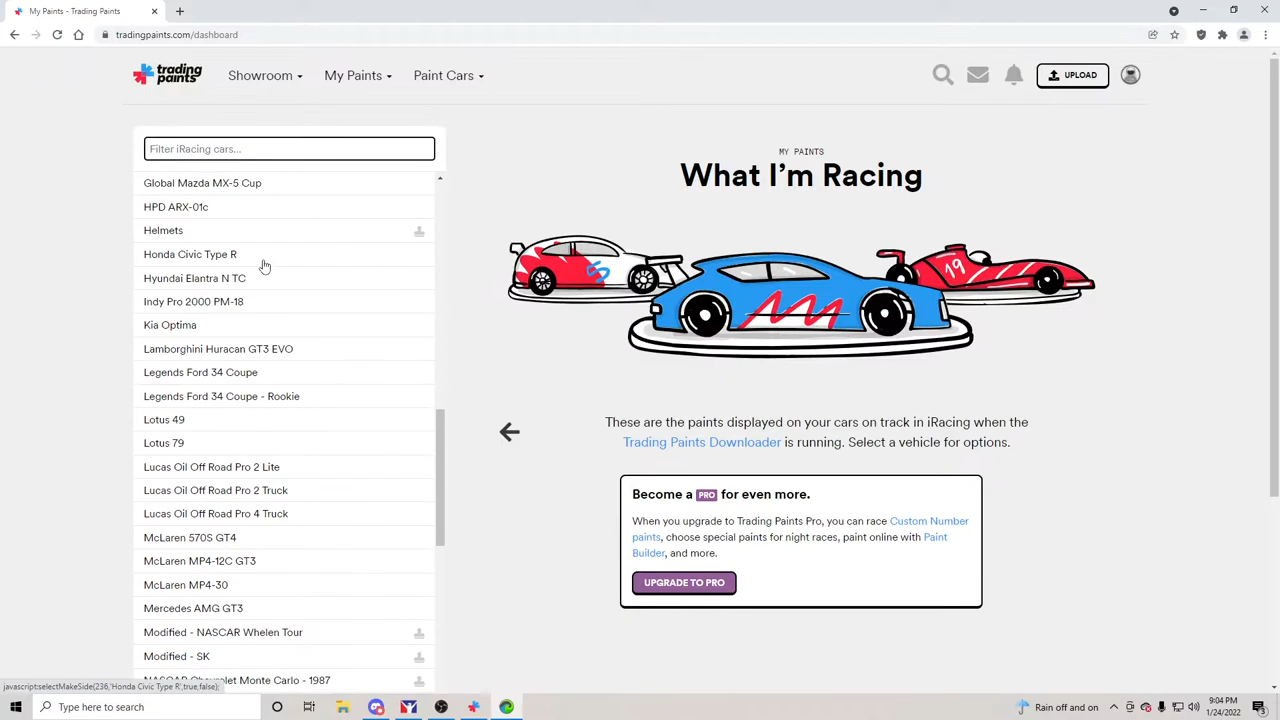 My Paints - Trading Paints
tradingpaints.com/dashboard
trading paints
Showroom
My Paints
Paint Cars
UPLOAD
Filter iRacing cars...
Global Mazda MX-5 Cup
HPD ARX-01c
Helmets
Honda Civic Type R
Hyundai Elantra N TC
Indy Pro 2000 PM-18
Kia Optima
Lamborghini Huracan GT3 EVO
Legends Ford 34 Coupe
Legends Ford 34 Coupe - Rookie
Lotus 49
Lotus 79
Lucas Oil Off Road Pro 2 Lite
Lucas Oil Off Road Pro 2 Truck
Lucas Oil Off Road Pro 4 Truck
McLaren 570S GT4
McLaren MP4-12C GT3
McLaren MP4-30
Mercedes AMG GT3
Modified - NASCAR Whelen Tour
Modified - SK
NASCAR Chevrolet Monte Carlo - 1987
MY PAINTS
What I'm Racing
19
These are the paints displayed on your cars on track in iRacing when the
Trading Paints Downloader is running. Select a vehicle for options.
Become a PRO for even more.
When you upgrade to Trading Paints Pro, you can race Custom Number
paints, choose special paints for night races, paint online with Paint
Builder, and more.
UPGRADE TO PRO
javascript:selectMakeSide(236,'Honda Civic Type R',true,false);
Type here to search
Rain off and on
9:04 PM
1/24/2022
3